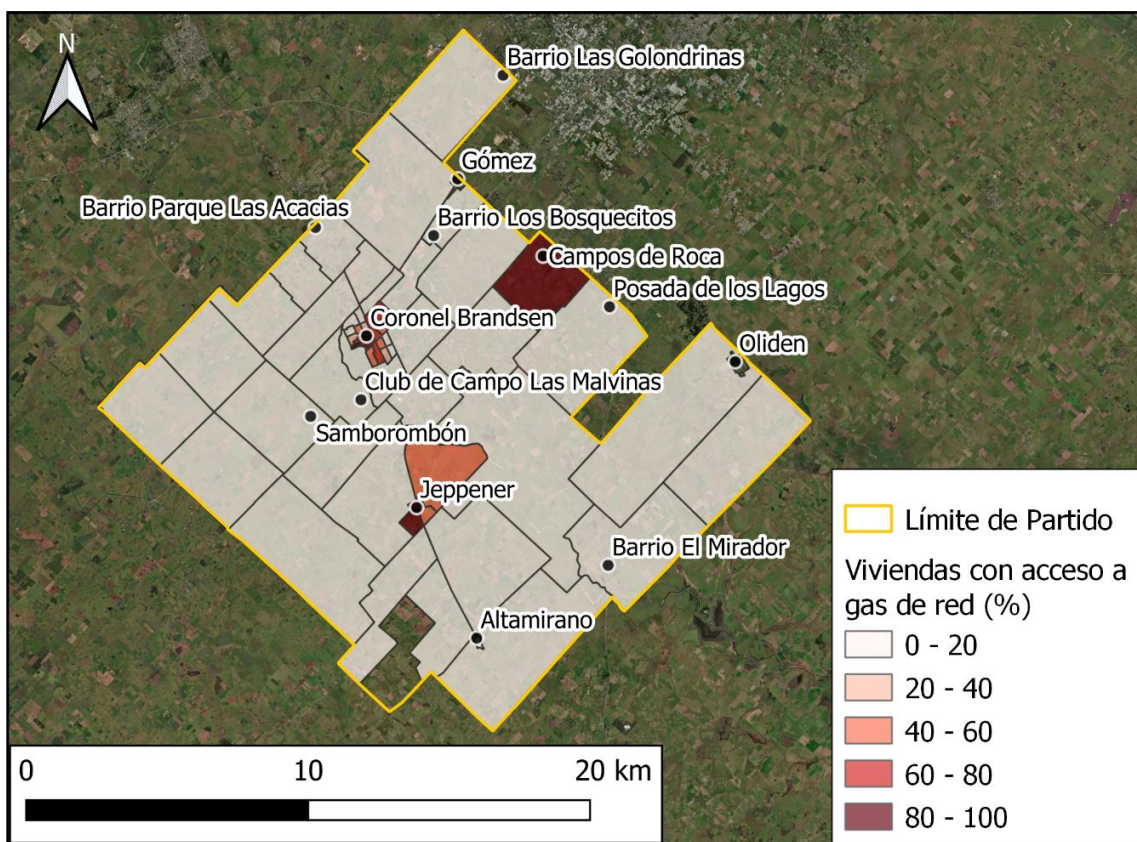 N
Barrio Las Golondrinas
Gómez
Barrio Parque Las Acacias
Barrio Los Bosquecitos
Campos de Roca
Posada de los Lagos
Coronel Brandsen
Oliden
Club de Campo Las Malvinas
Samborombón
Jeppener
Barrio El Mirador
Altamirano
Límite de Partido
Viviendas con acceso a
gas de red (%)
0 - 20
20 - 40
40 - 60
60 - 80
80 - 100
0 10 20 km